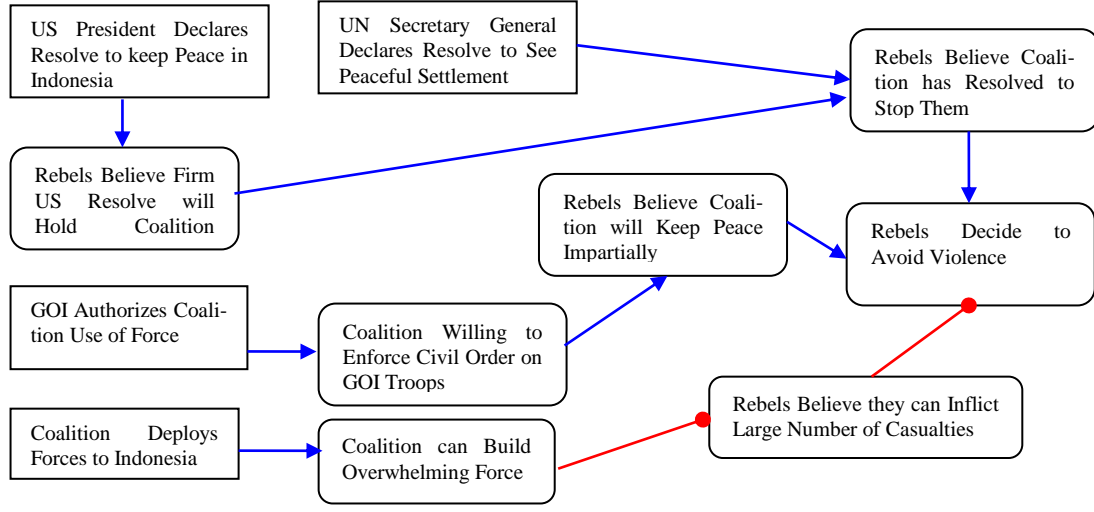 US President Declares
Resolve to keep Peace in
Indonesia
UN Secretary General
Declares Resolve to See
Peaceful Settlement
Rebels Believe Coali-
tion has Resolved to
Stop Them
Rebels Believe Firm
US Resolve will
Hold Coalition
Rebels Believe Coali-
tion will Keep Peace
Impartially
Rebels Decide to
Avoid Violence
GOI Authorizes Coali-
tion Use of Force
Coalition Willing to
Enforce Civil Order on
GOI Troops
Rebels Believe they can Inflict
Large Number of Casualties
Coalition Deploys
Forces to Indonesia
Coalition can Build
Overwhelming Force